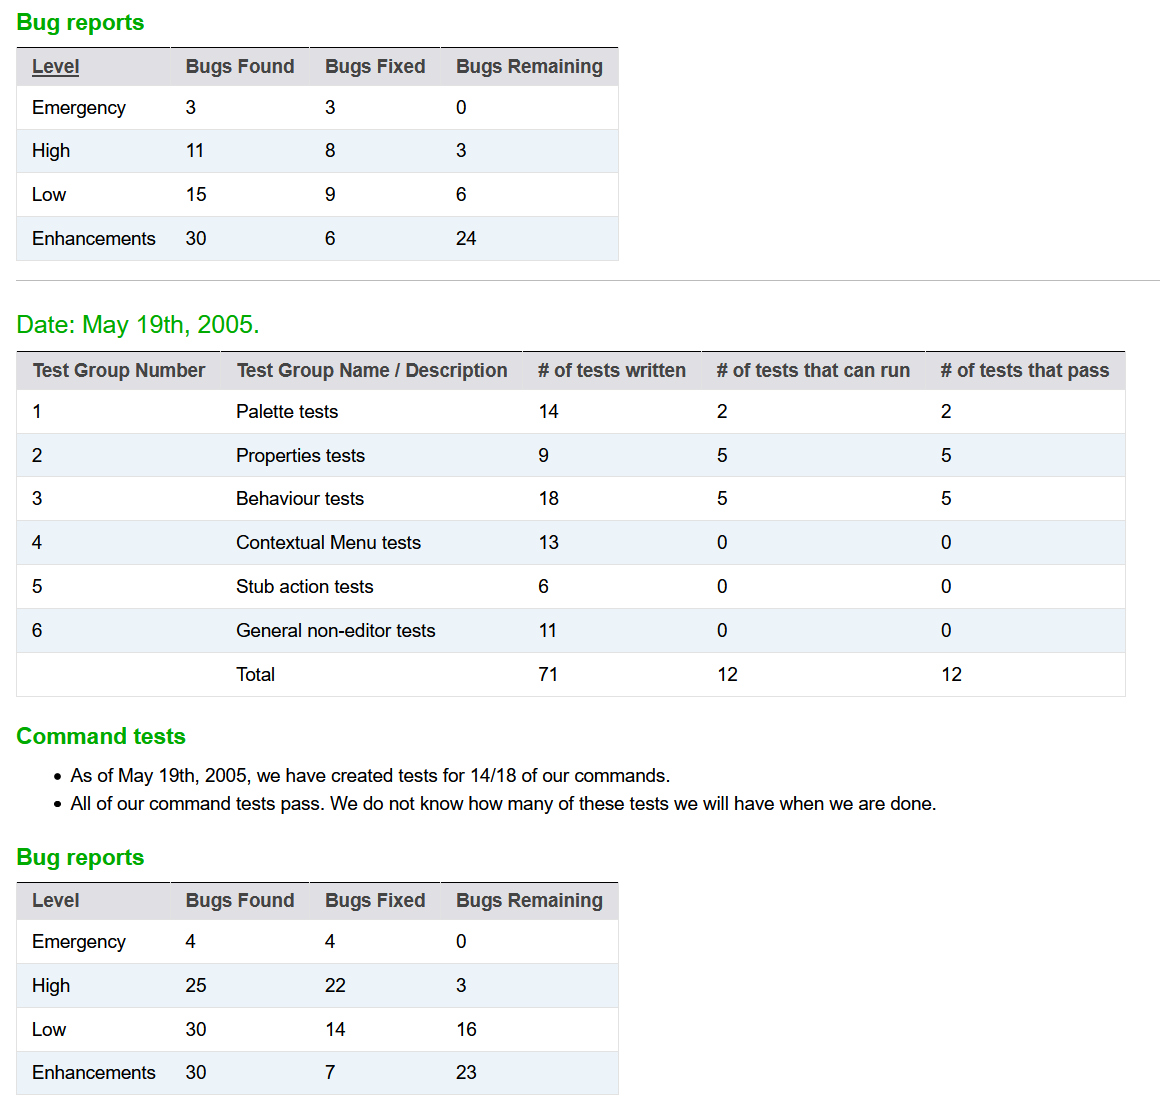 Bug reports
Level Bugs Found Bugs Fixed Bugs Remaining
Emergency 3 3 0
High 11 8 3
Low 15 9 6
Enhancements 30 6 24
Date: May 19th, 2005.
Test Group Number Test Group Name / Description # of tests written # of tests that can run # of tests that pass
1 Palette tests 14 2 2
2 Properties tests 9 5 5
3 Behaviour tests 18 5 5
4 Contextual Menu tests 13 0 0
5 Stub action tests 6 0 0
6 General non-editor tests 11 0 0
Total 71 12 12
Command tests
• As of May 19th, 2005, we have created tests for 14/18 of our commands.
• All of our command tests pass. We do not know how many of these tests we will have when we are done.
Bug reports
Level Bugs Found Bugs Fixed Bugs Remaining
Emergency 4 4 0
High 25 22 3
Low 30 14 16
Enhancements 30 7 23